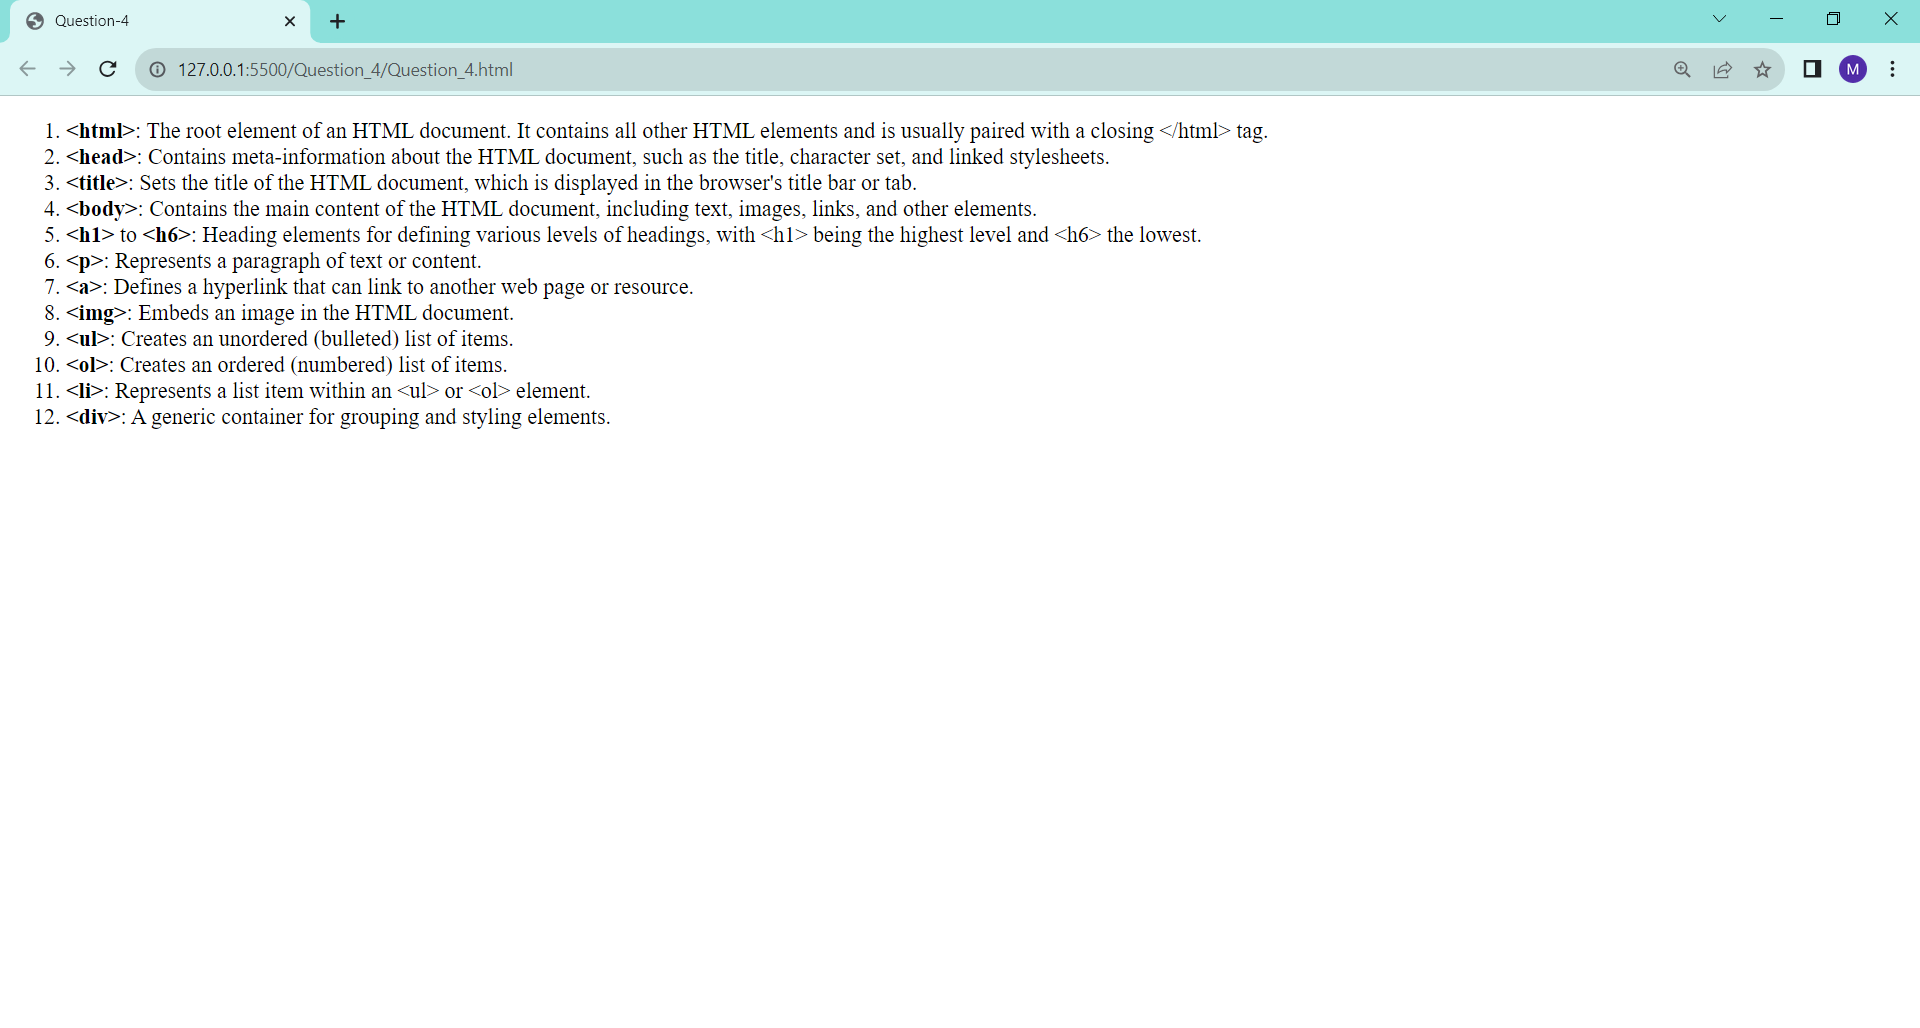 Question-4
127.0.0.1:5500/Question_4/Question_4.html
M
1. <html>: The root element of an HTML document. It contains all other HTML elements and is usually paired with a closing </html> tag.
2. <head>: Contains meta-information about the HTML document, such as the title, character set, and linked stylesheets.
3. <title>: Sets the title of the HTML document, which is displayed in the browser's title bar or tab.
4. <body>: Contains the main content of the HTML document, including text, images, links, and other elements.
5. <h1> to <h6>: Heading elements for defining various levels of headings, with <h1> being the highest level and <h6> the lowest.
6. <p>: Represents a paragraph of text or content.
7. <a>: Defines a hyperlink that can link to another web page or resource.
8. <img>: Embeds an image in the HTML document.
9. <ul>: Creates an unordered (bulleted) list of items.
10. <ol>: Creates an ordered (numbered) list of items.
11. <li>: Represents a list item within an <ul> or <ol> element.
12. <div>: A generic container for grouping and styling elements.